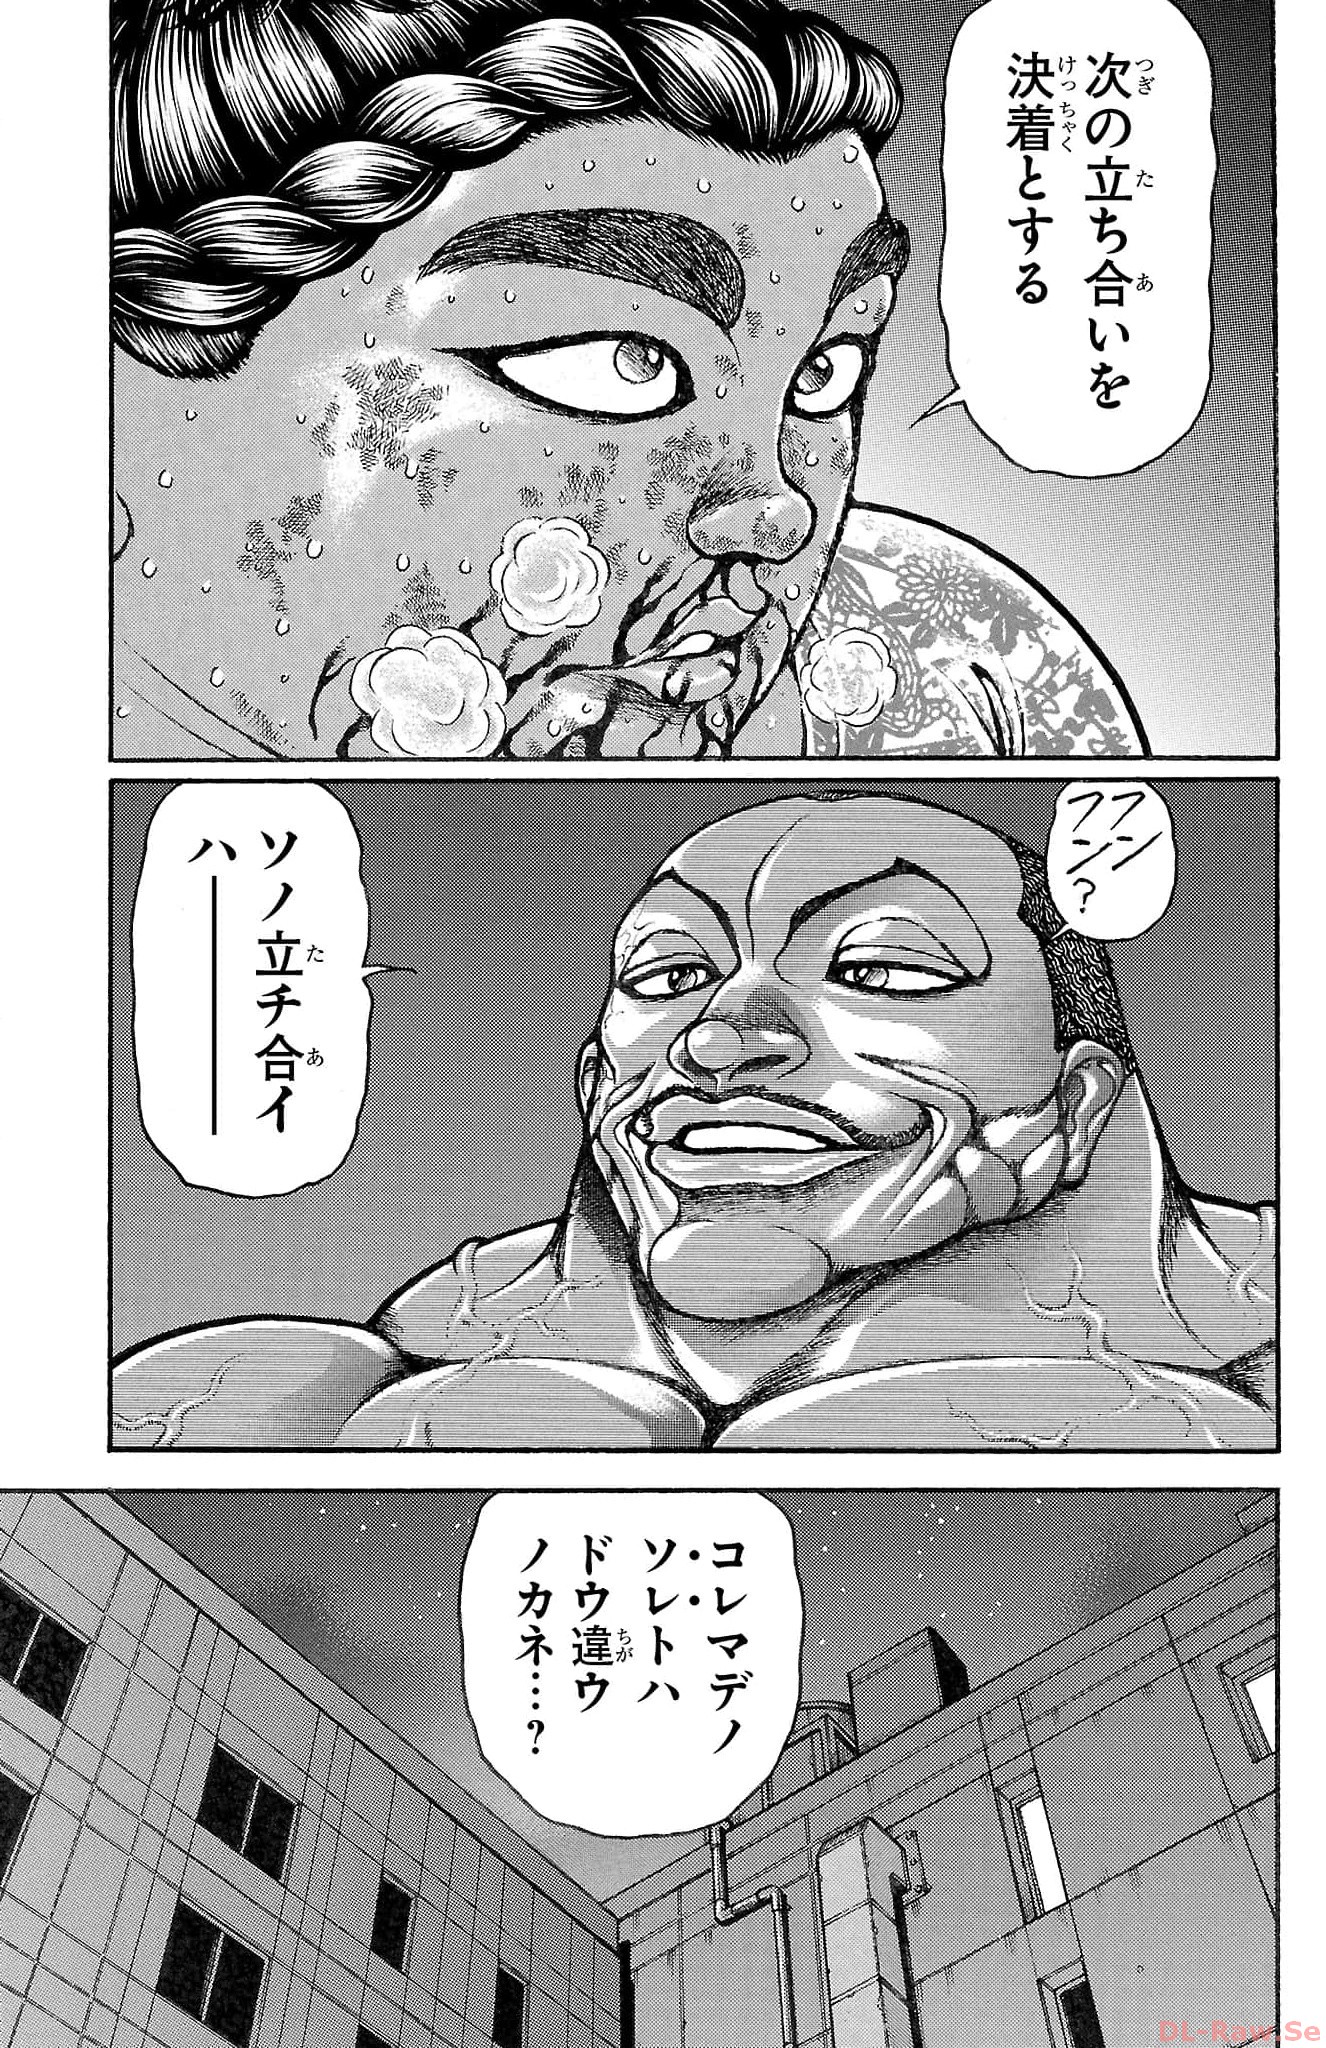 次の立ち合いを
決着とする
フフ
ンン
？
ソノ立チ合イ
ハ――
コレマデノ
ソレトハ
ドウ違ウ
ノカネ…？
DL-Raw.Se